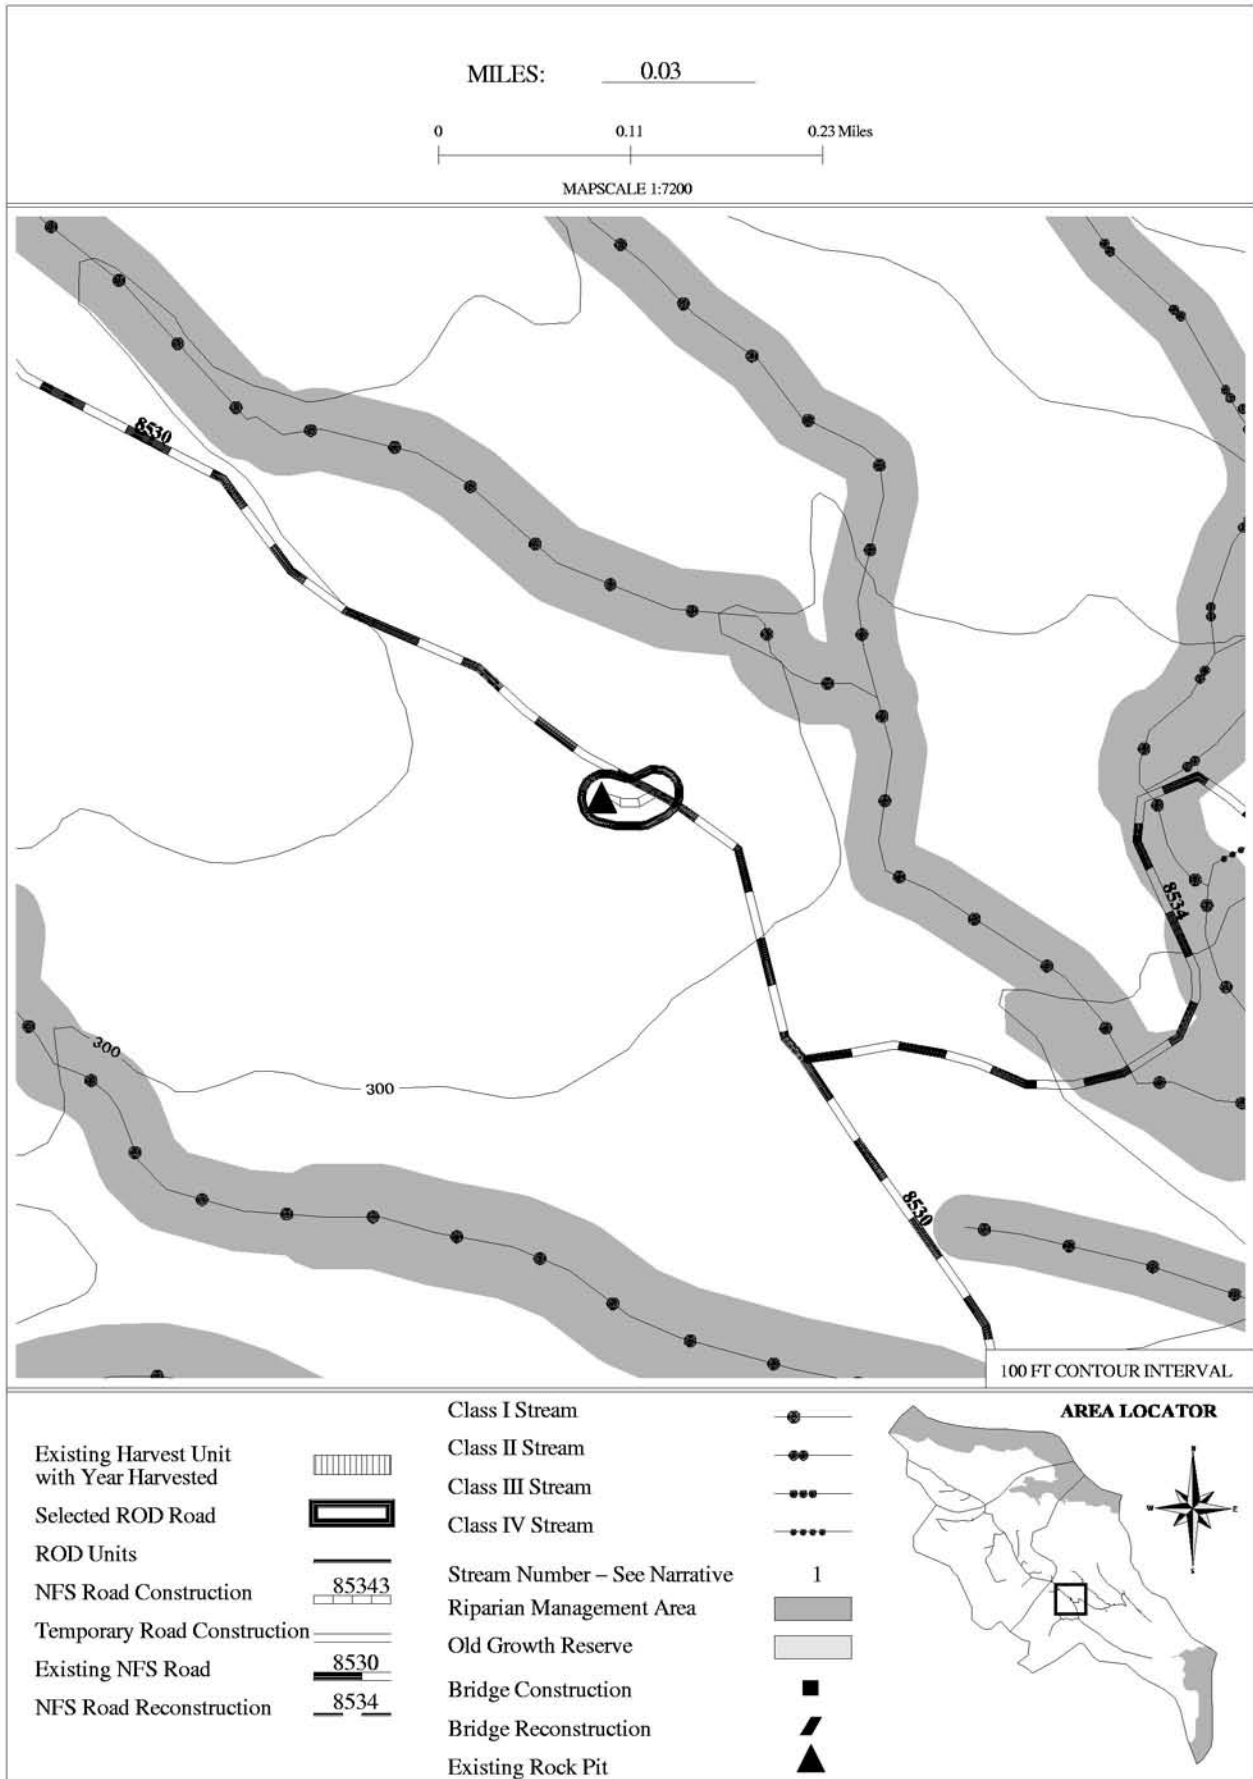 MILES: 0.03
0 0.11 0.23 Miles
MAPSCALE 1:7200
8530
8534
300
300
8530
100 FT CONTOUR INTERVAL
Existing Harvest Unit
with Year Harvested
Selected ROD Road
ROD Units
NFS Road Construction 85343
Temporary Road Construction
Existing NFS Road 8530
NFS Road Reconstruction 8534
Class I Stream
Class II Stream
Class III Stream
Class IV Stream
Stream Number – See Narrative 1
Riparian Management Area
Old Growth Reserve
Bridge Construction
Bridge Reconstruction
Existing Rock Pit
AREA LOCATOR
N
W E
S